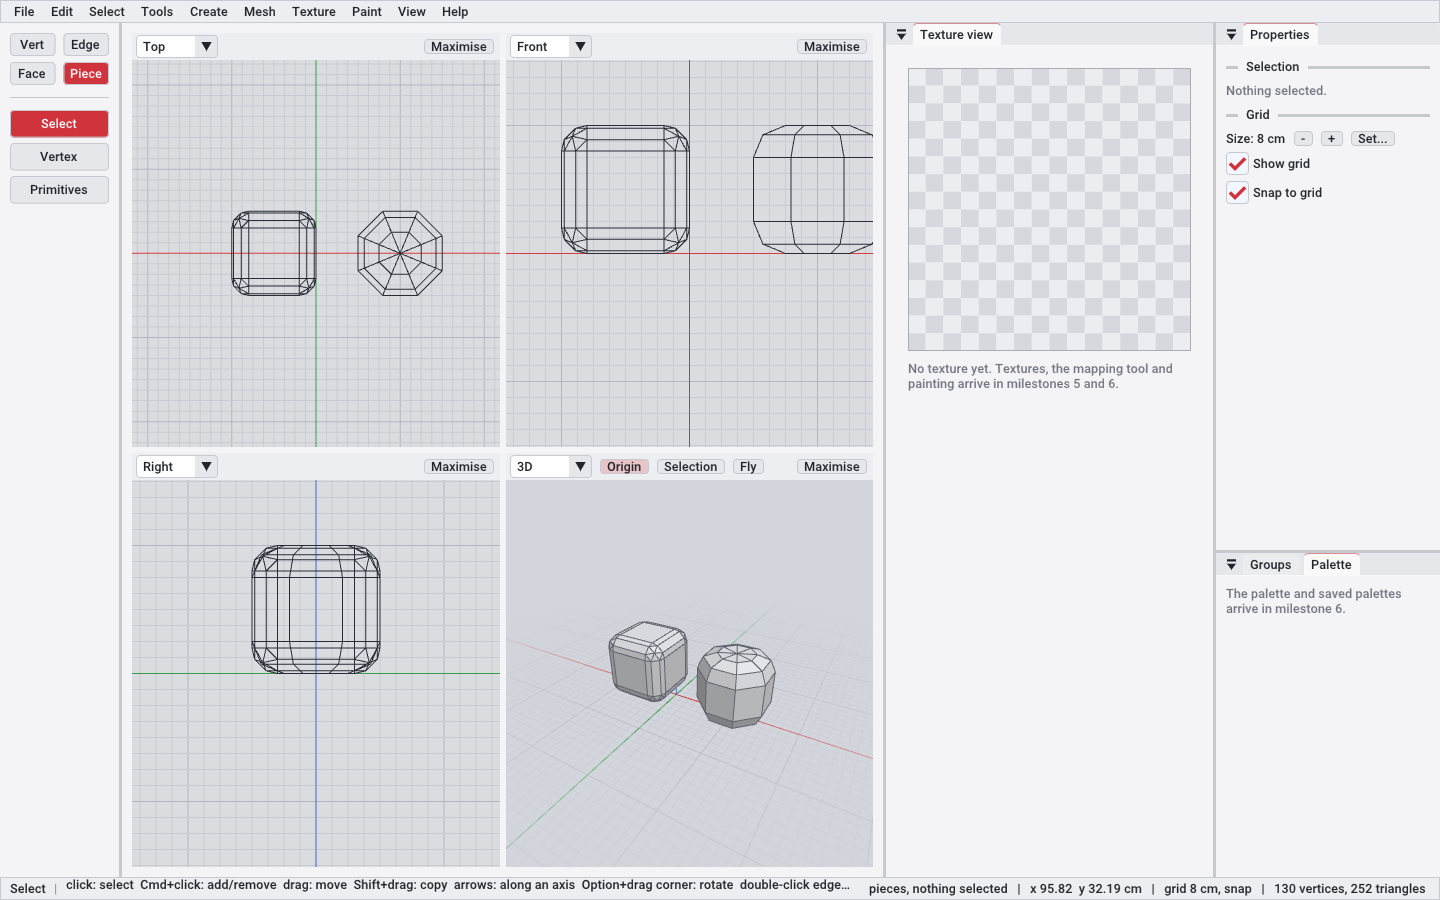 File Edit Select Tools Create Mesh Texture Paint View Help
Vert Edge
Face Piece
Select
Vertex
Primitives
Top Maximise
Front Maximise
Right Maximise
3D Origin Selection Fly Maximise
Texture view
No texture yet. Textures, the mapping tool and
painting arrive in milestones 5 and 6.
Properties
Selection
Nothing selected.
Grid
Size: 8 cm - + Set...
Show grid
Snap to grid
Groups Palette
The palette and saved palettes
arrive in milestone 6.
Select | click: select Cmd+click: add/remove drag: move Shift+drag: copy arrows: along an axis Option+drag corner: rotate double-click edge... pieces, nothing selected | x 95.82 y 32.19 cm | grid 8 cm, snap | 130 vertices, 252 triangles